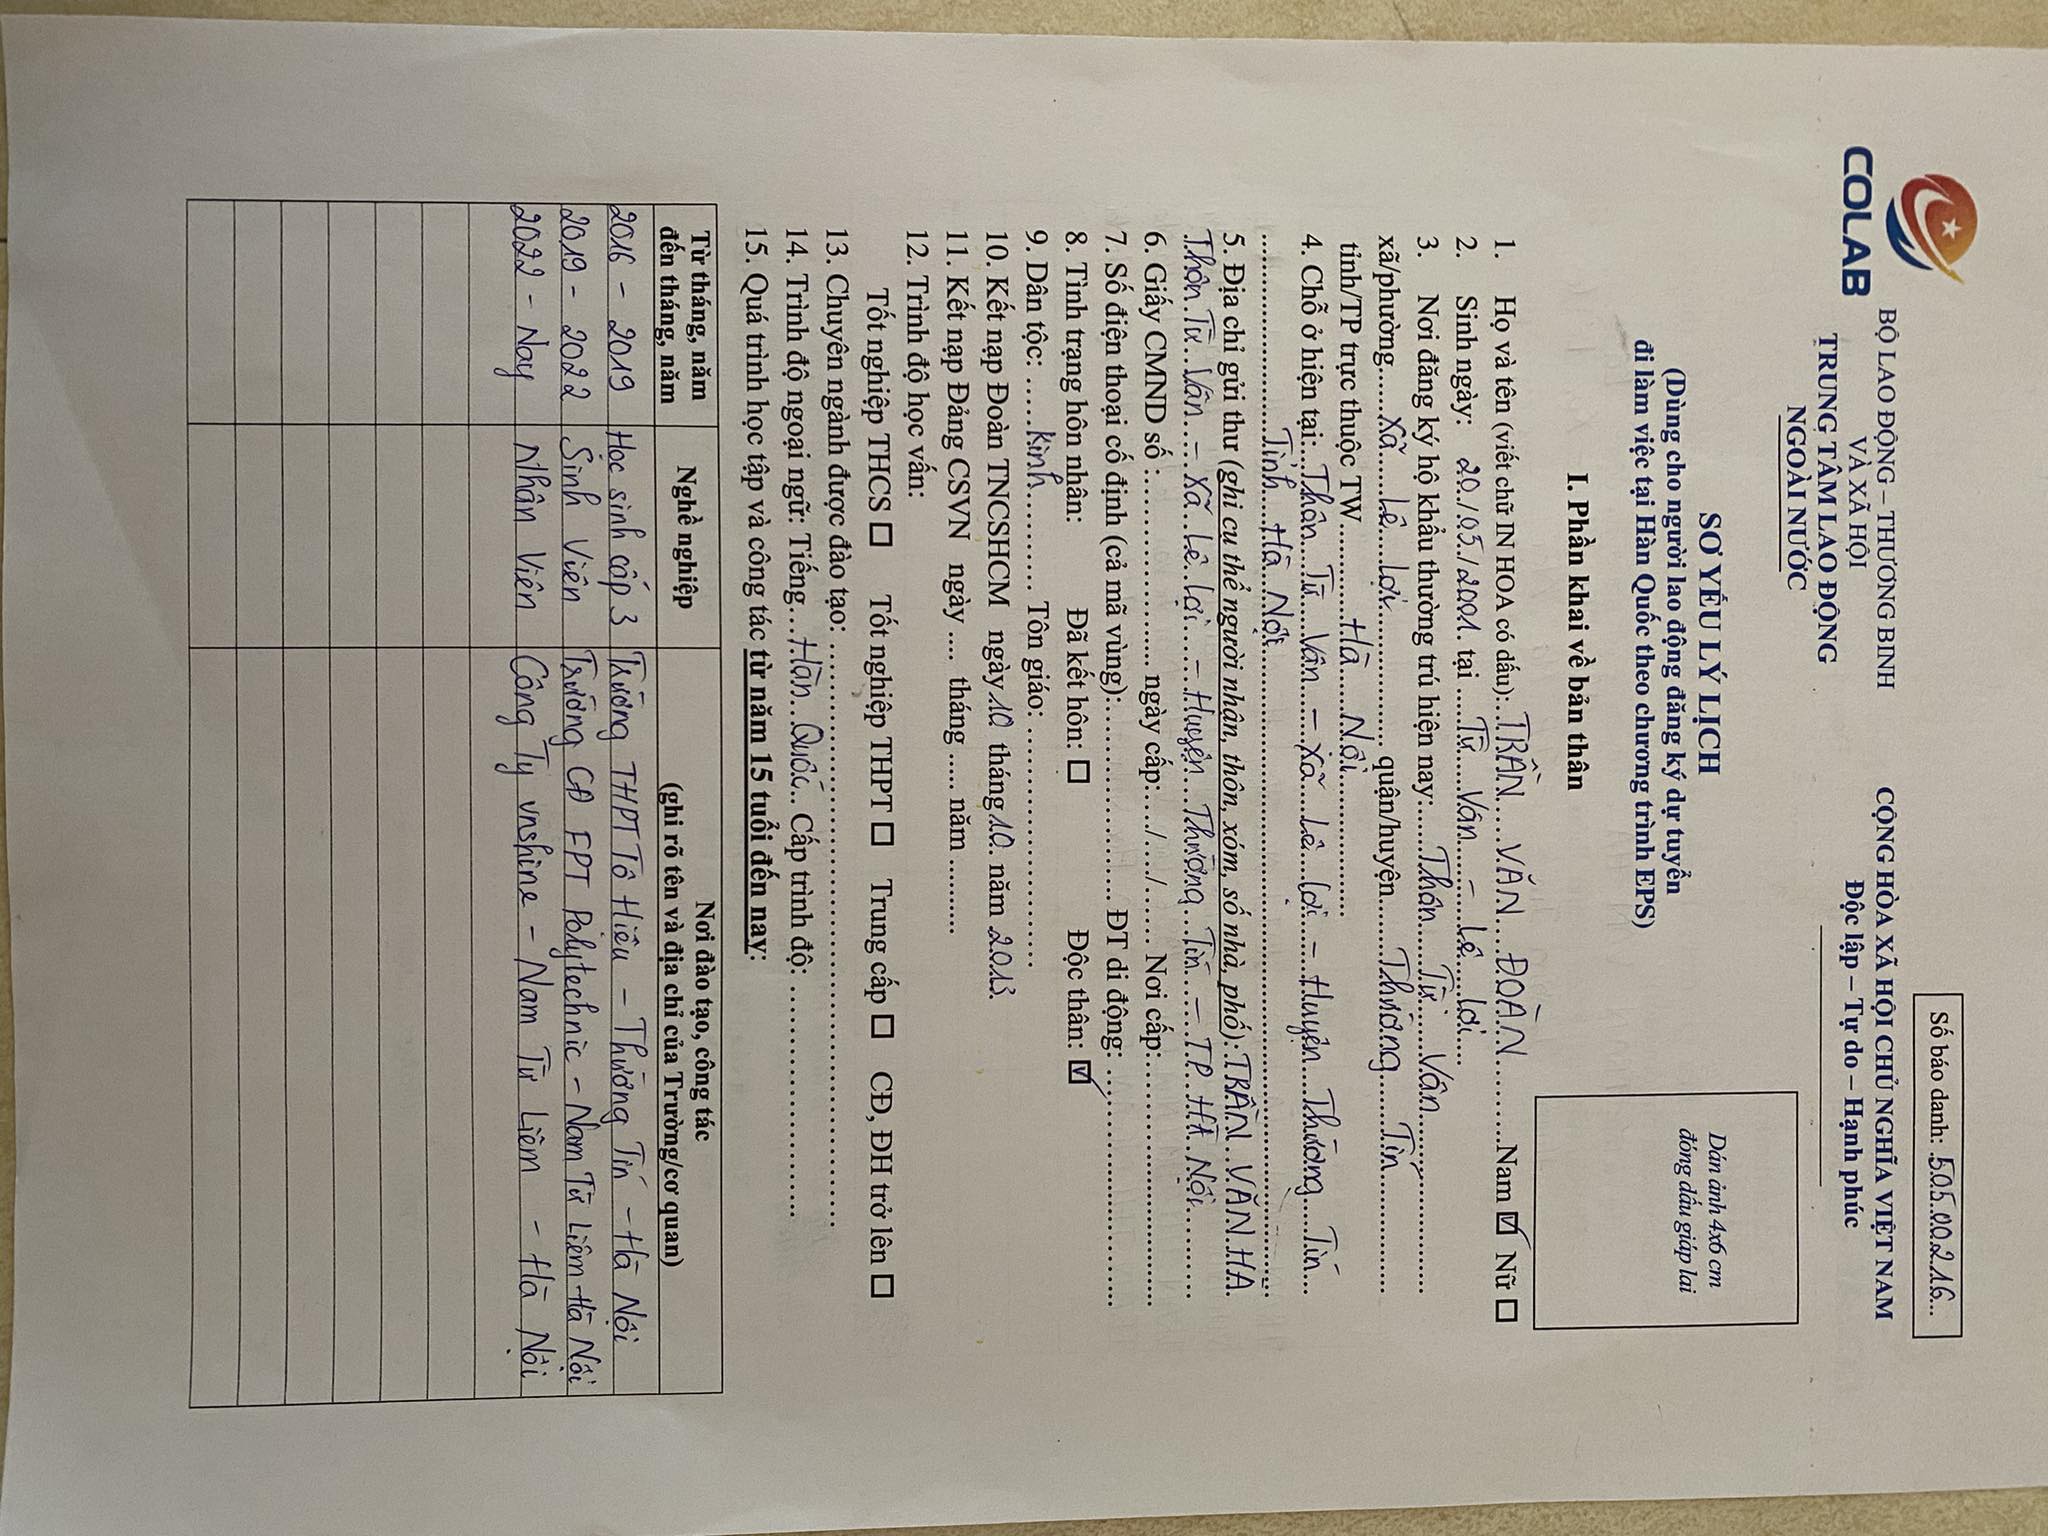 Số báo danh: 505.00.216...
COLAB
BỘ LAO ĐỘNG – THƯƠNG BINH
VÀ XÃ HỘI
TRUNG TÂM LAO ĐỘNG
NGOÀI NƯỚC
CỘNG HÒA XÃ HỘI CHỦ NGHĨA VIỆT NAM
Độc lập – Tự do – Hạnh phúc
SƠ YẾU LÝ LỊCH
(Dùng cho người lao động đăng ký dự tuyển
đi làm việc tại Hàn Quốc theo chương trình EPS)
Dán ảnh 4x6 cm
đóng dấu giáp lai
I. Phần khai về bản thân
1. Họ và tên (viết chữ IN HOA có dấu): TRẦN VĂN ĐOÀN Nam ☑ Nữ ☐
2. Sinh ngày: 20/05/2001 tại Từ Vân - Lê Lợi
3. Nơi đăng ký hộ khẩu thường trú hiện nay: Thôn Từ Vân
xã/phường Xã Lê Lợi quận/huyện Thường Tín
tỉnh/TP trực thuộc TW Hà Nội
4. Chỗ ở hiện tại: Thôn Từ Vân - Xã Lê Lợi - Huyện Thường Tín
Tỉnh Hà Nội
5. Địa chỉ gửi thư (ghi cụ thể người nhận, thôn, xóm, số nhà, phố): TRẦN VĂN HA
Thôn Từ Vân - Xã Lê Lợi - Huyện Thường Tín - TP Hà Nội
6. Giấy CMND số: ngày cấp: ..../..../...... Nơi cấp:
7. Số điện thoại cố định (cả mã vùng): ĐT di động:
8. Tình trạng hôn nhân: Đã kết hôn: ☐ Độc thân: ☑
9. Dân tộc: Kinh Tôn giáo:
10. Kết nạp Đoàn TNCSHCM ngày 10 tháng 10 năm 2013
11. Kết nạp Đảng CSVN ngày .... tháng ..... năm .........
12. Trình độ học vấn:
Tốt nghiệp THCS ☐ Tốt nghiệp THPT ☐ Trung cấp ☐ CĐ, ĐH trở lên ☐
13. Chuyên ngành được đào tạo:
14. Trình độ ngoại ngữ: Tiếng Hàn Quốc Cấp trình độ:
15. Quá trình học tập và công tác từ năm 15 tuổi đến nay:
Từ tháng, năm đến tháng, năm Nghề nghiệp Nơi đào tạo, công tác (ghi rõ tên và địa chỉ của Trường/cơ quan)
2016 - 2019 Học sinh cấp 3 Trường THPT Tô Hiệu - Thường Tín - Hà Nội
2019 - 2022 Sinh Viên Trường CĐ FPT Polytechnic - Nam Từ Liêm - Hà Nội
2022 - Nay Nhân Viên Công Ty vnshine - Nam Từ Liêm - Hà Nội